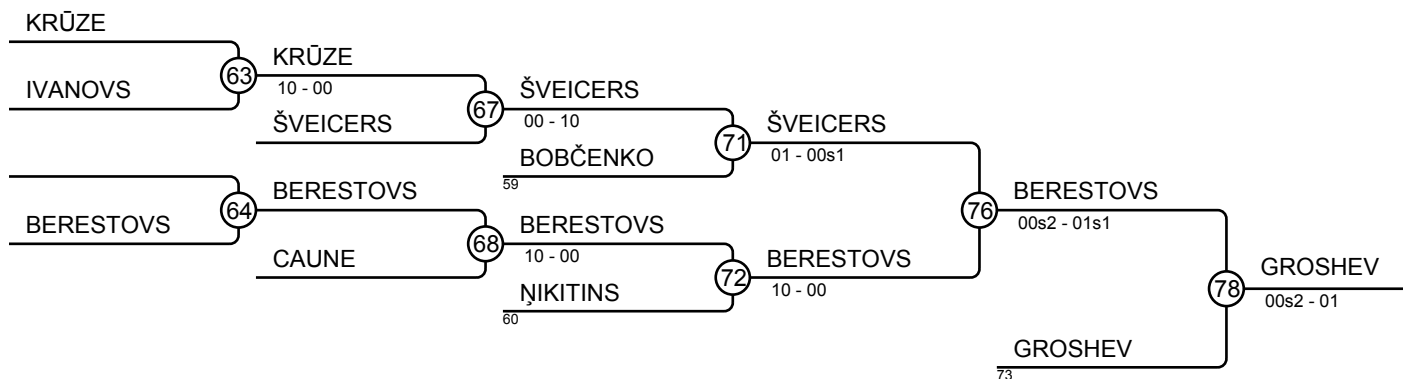 KRŪZE
63
KRŪZE
10 - 00
IVANOVS
ŠVEICERS
67
ŠVEICERS
00 - 10
BOBČENKO
59
71
ŠVEICERS
01 - 00s1
BERESTOVS
64
BERESTOVS
CAUNE
68
BERESTOVS
10 - 00
ŅIKITINS
60
72
BERESTOVS
10 - 00
76
BERESTOVS
00s2 - 01s1
GROSHEV
73
78
GROSHEV
00s2 - 01